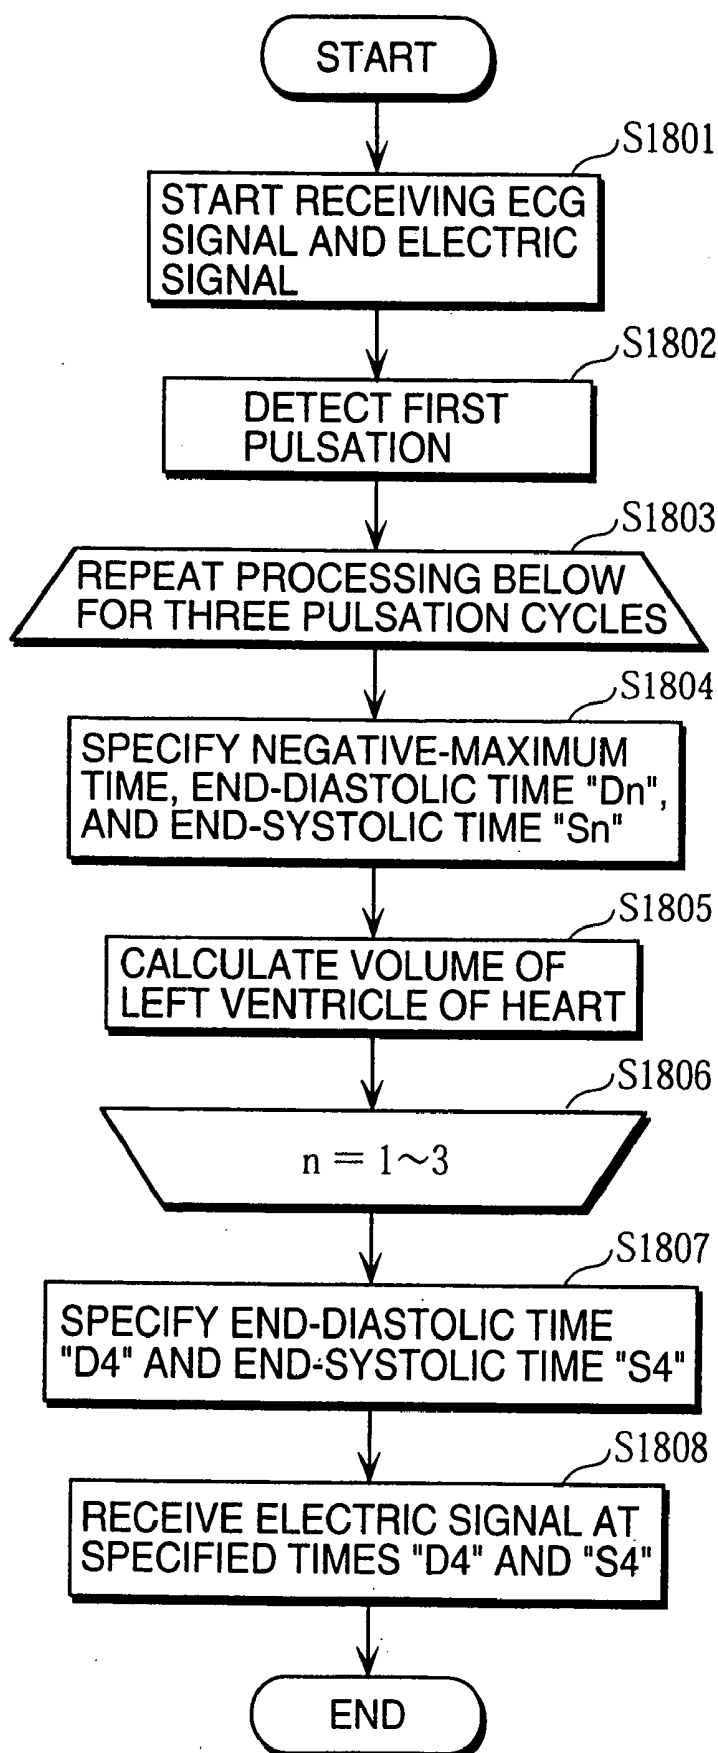 START
S1801
START RECEIVING ECG
SIGNAL AND ELECTRIC
SIGNAL
S1802
DETECT FIRST
PULSATION
S1803
REPEAT PROCESSING BELOW
FOR THREE PULSATION CYCLES
S1804
SPECIFY NEGATIVE-MAXIMUM
TIME, END-DIASTOLIC TIME "Dn",
AND END-SYSTOLIC TIME "Sn"
S1805
CALCULATE VOLUME OF
LEFT VENTRICLE OF HEART
S1806
n = 1~3
S1807
SPECIFY END-DIASTOLIC TIME
"D4" AND END-SYSTOLIC TIME "S4"
S1808
RECEIVE ELECTRIC SIGNAL AT
SPECIFIED TIMES "D4" AND "S4"
END